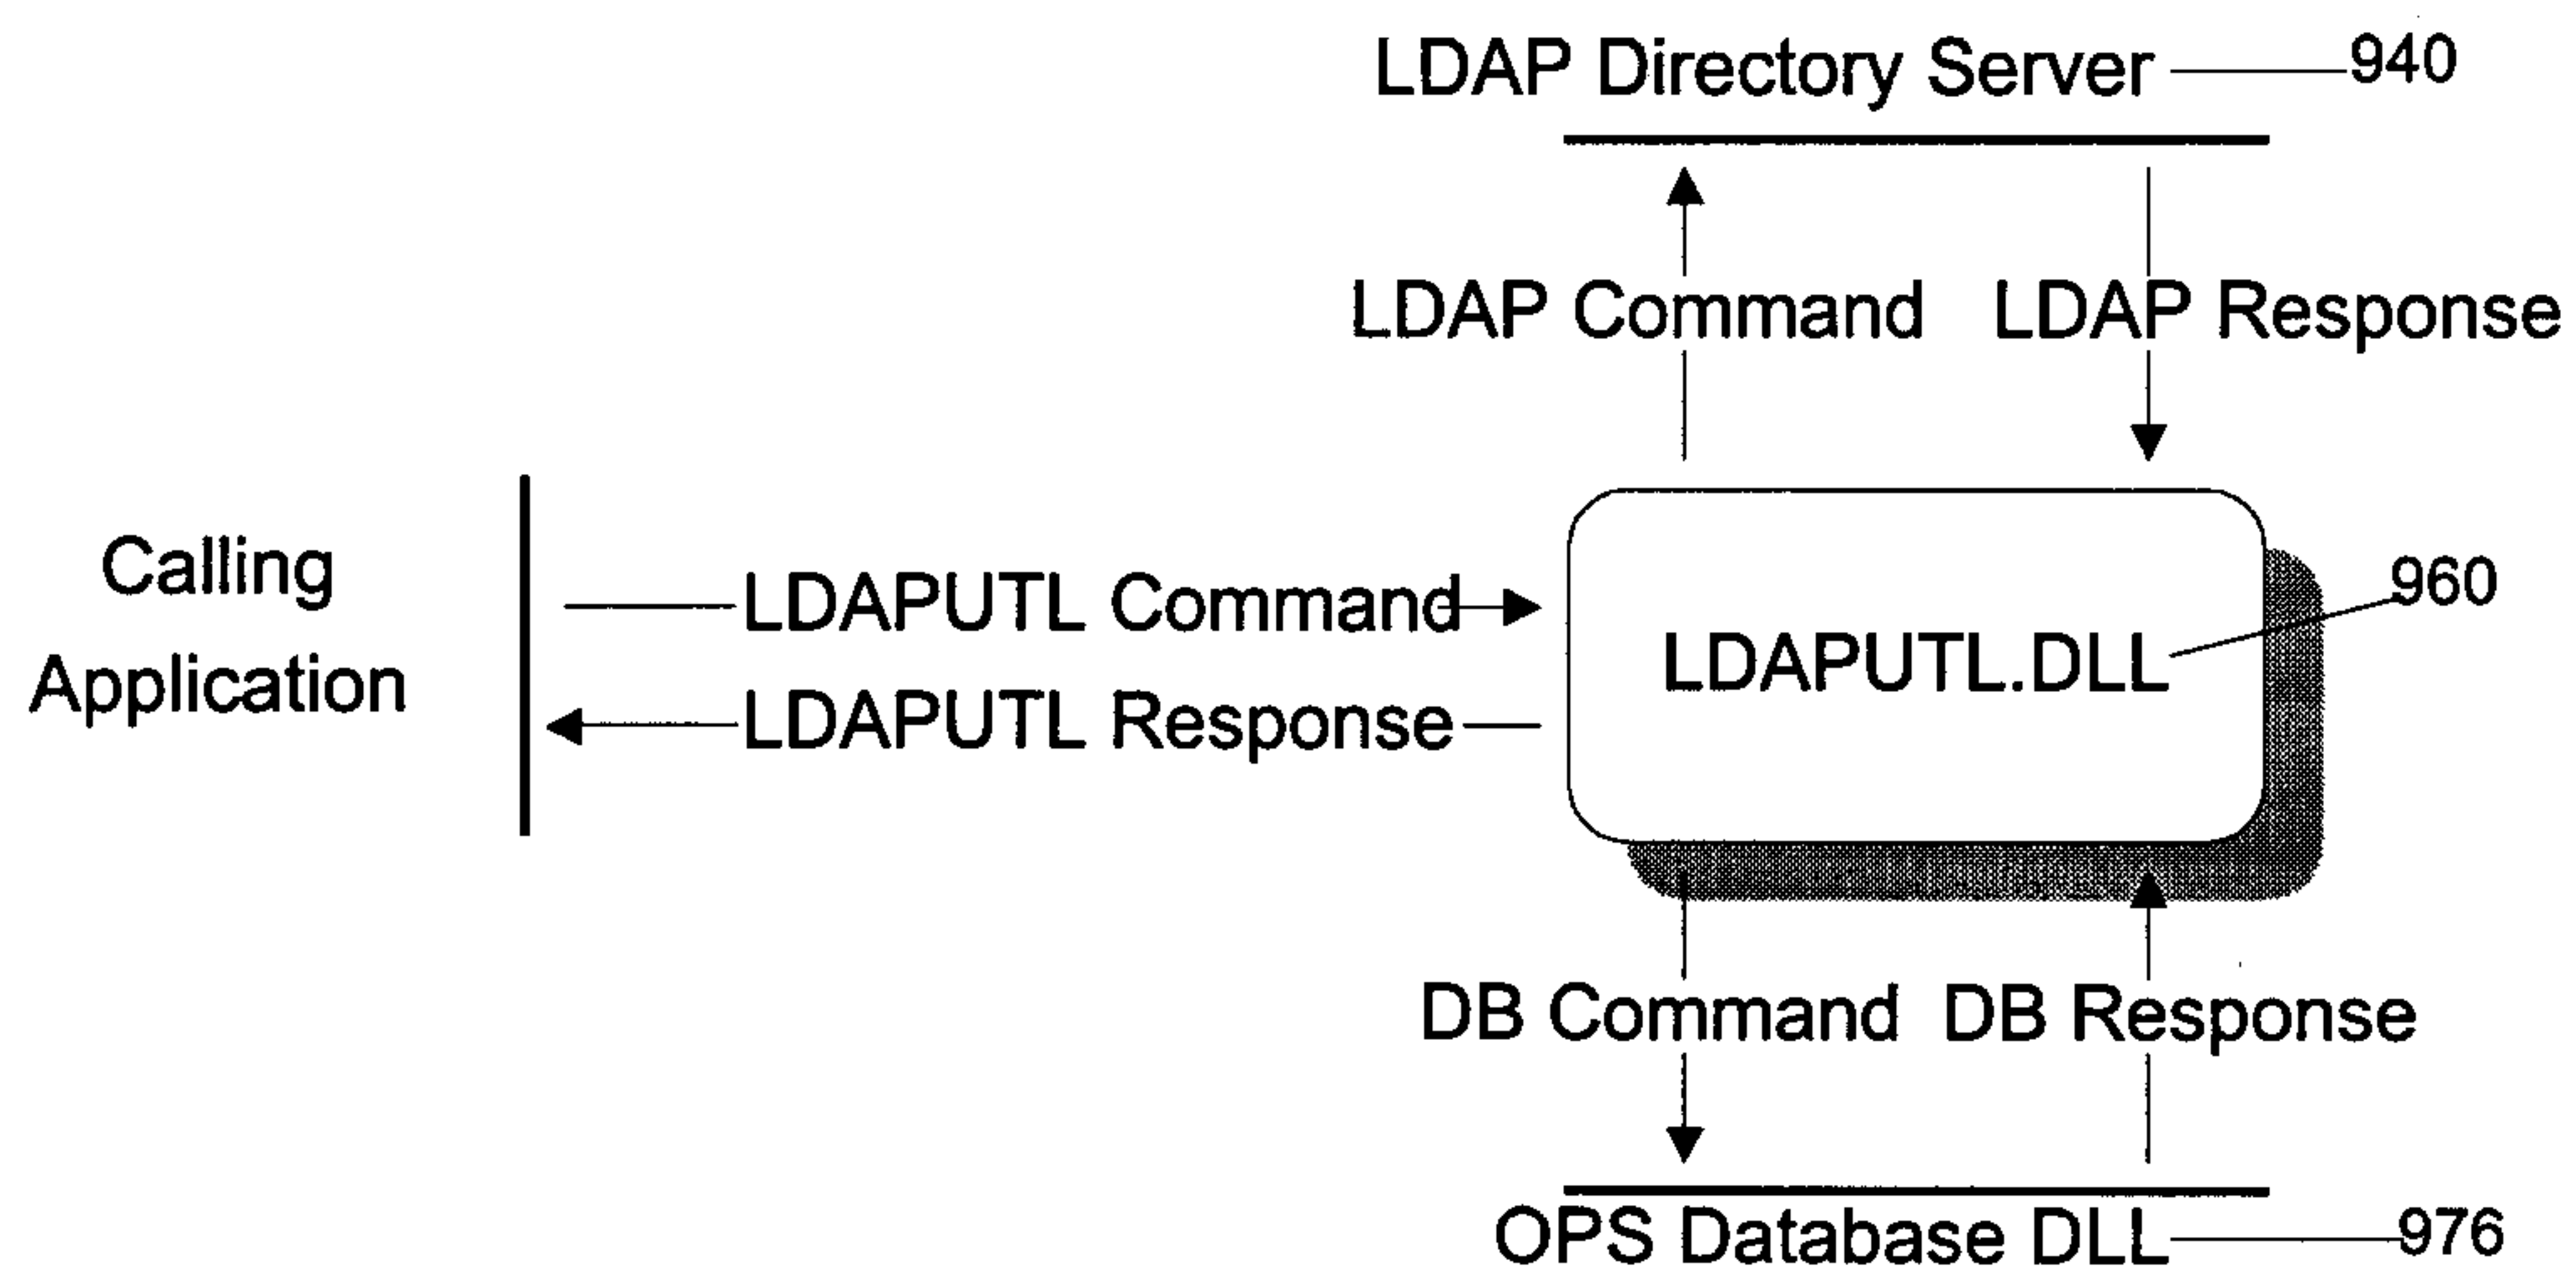 LDAP Directory Server 940
LDAP Command LDAP Response
Calling
Application
LDAPUTL Command
LDAPUTL Response
LDAPUTL.DLL 960
DB Command DB Response
OPS Database DLL 976